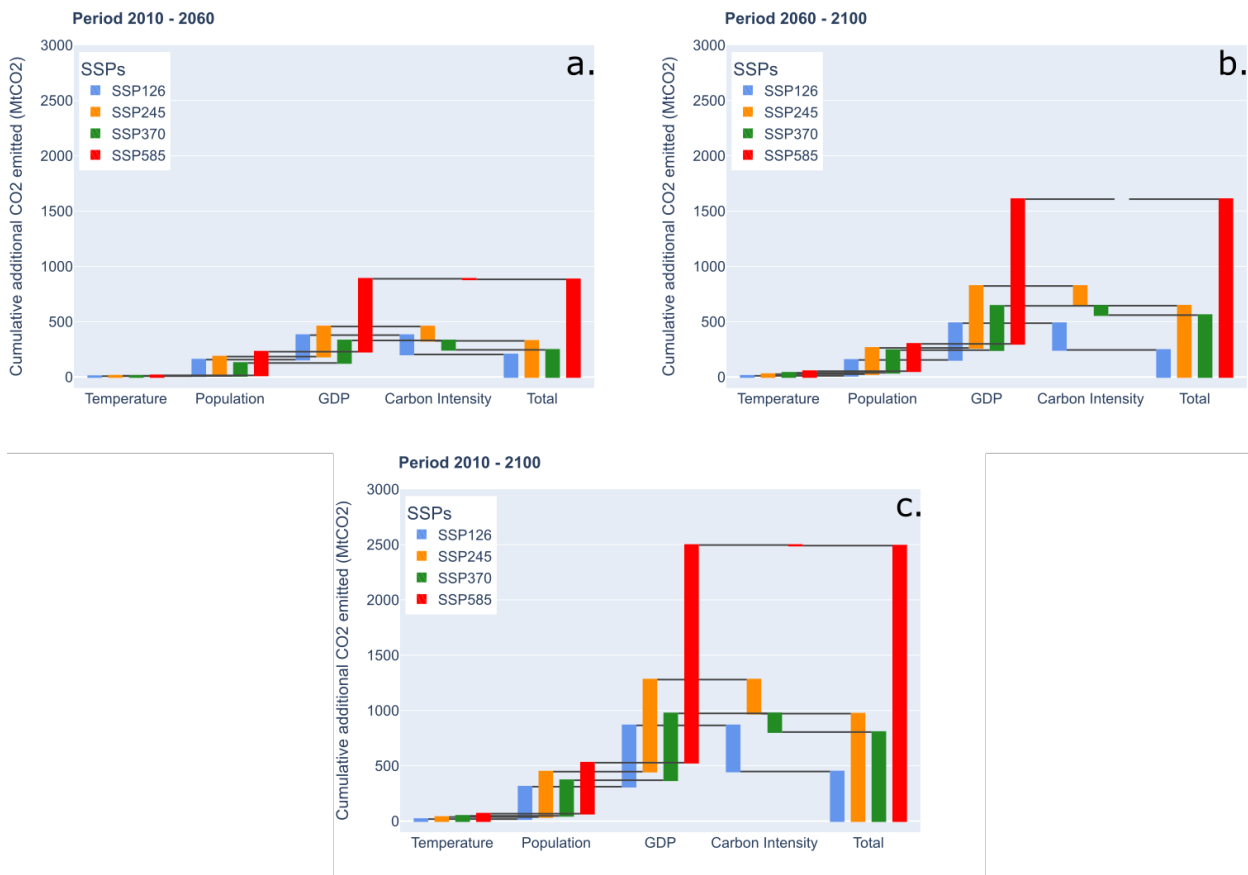 Period 2010 - 2060
a.
SSPs
SSP126
SSP245
SSP370
SSP585
Cumulative additional CO2 emitted (MtCO2)
3000
2500
2000
1500
1000
500
0
Temperature
Population
GDP
Carbon Intensity
Total
Period 2060 - 2100
b.
SSPs
SSP126
SSP245
SSP370
SSP585
Cumulative additional CO2 emitted (MtCO2)
3000
2500
2000
1500
1000
500
0
Temperature
Population
GDP
Carbon Intensity
Total
Period 2010 - 2100
c.
SSPs
SSP126
SSP245
SSP370
SSP585
Cumulative additional CO2 emitted (MtCO2)
3000
2500
2000
1500
1000
500
0
Temperature
Population
GDP
Carbon Intensity
Total